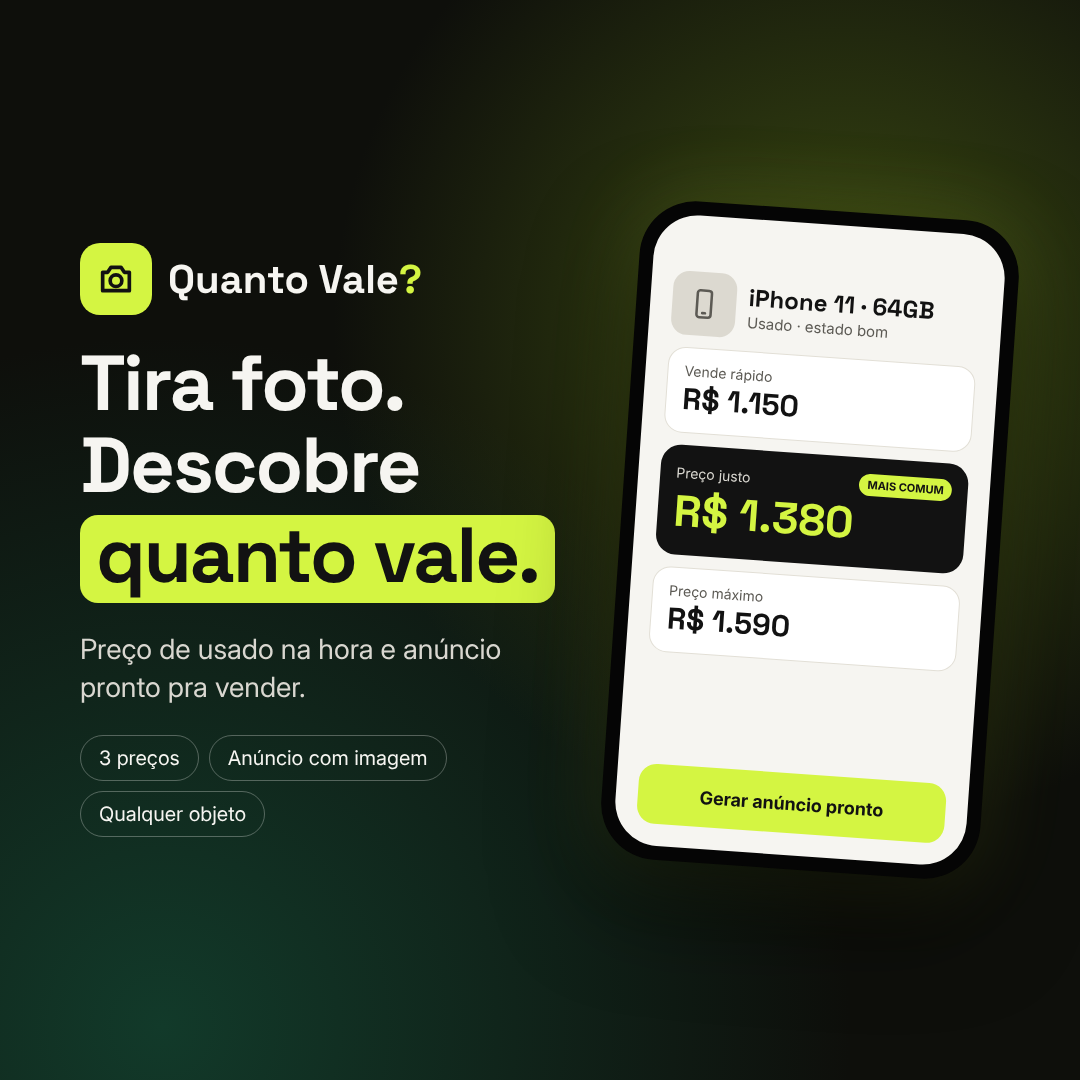 Quanto Vale?
Tira foto.
Descobre
quanto vale.
Preço de usado na hora e anúncio
pronto pra vender.
3 preços
Anúncio com imagem
Qualquer objeto
iPhone 11 · 64GB
Usado · estado bom
Vende rápido
R$ 1.150
Preço justo
MAIS COMUM
R$ 1.380
Preço máximo
R$ 1.590
Gerar anúncio pronto